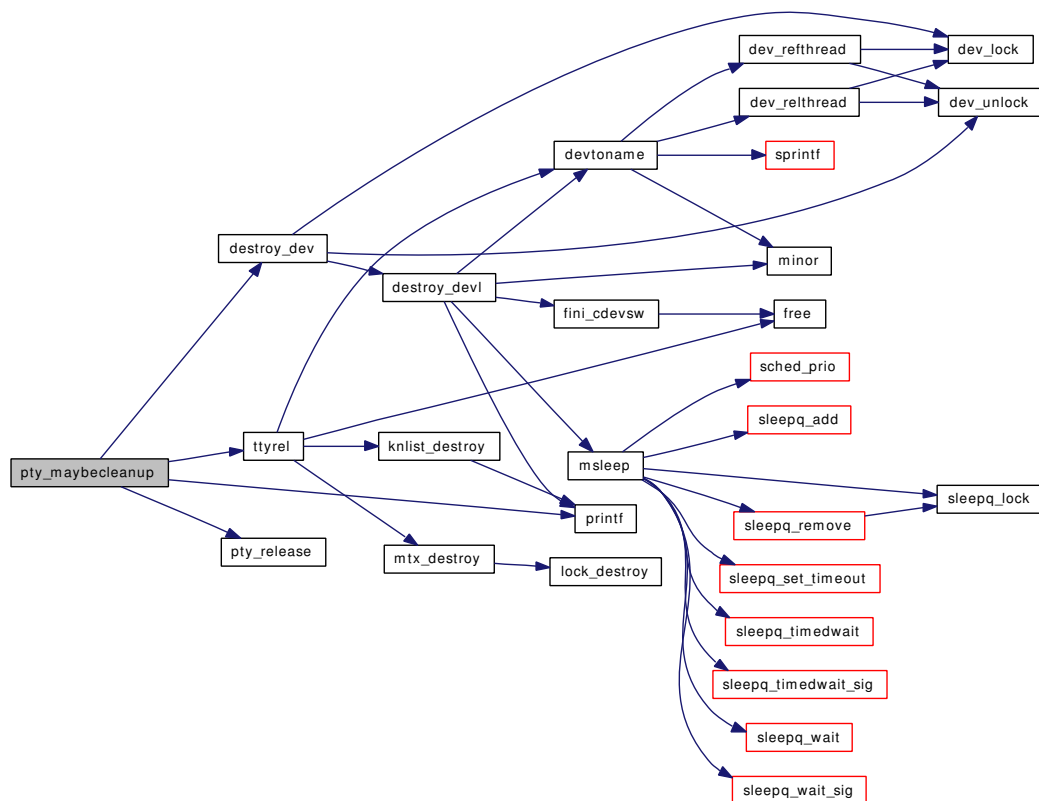 dev_refthread
dev_lock
dev_relthread
dev_unlock
devtoname
sprintf
destroy_dev
minor
destroy_devl
fini_cdevsw
free
sched_prio
sleepq_add
ttyrel
knlist_destroy
msleep
pty_maybecleanup
sleepq_lock
printf
sleepq_remove
pty_release
mtx_destroy
lock_destroy
sleepq_set_timeout
sleepq_timedwait
sleepq_timedwait_sig
sleepq_wait
sleepq_wait_sig